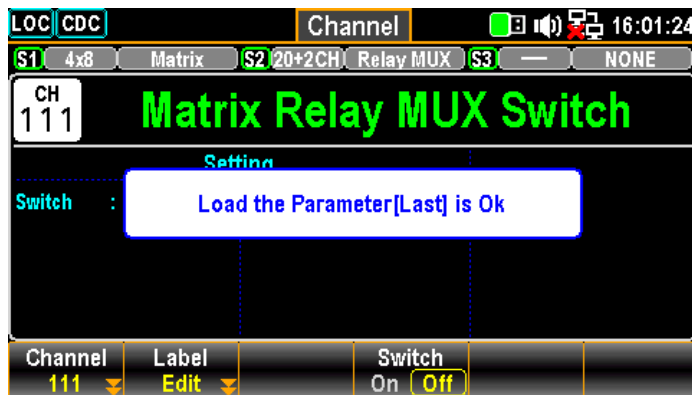 LOC CDC Channel 16:01:24
S1 4x8 Matrix S2 20+2CH Relay MUX S3 — NONE
CH
111
Matrix Relay MUX Switch
Setting
Switch :
Load the Parameter[Last] is Ok
Channel Label Switch
111 Edit On Off